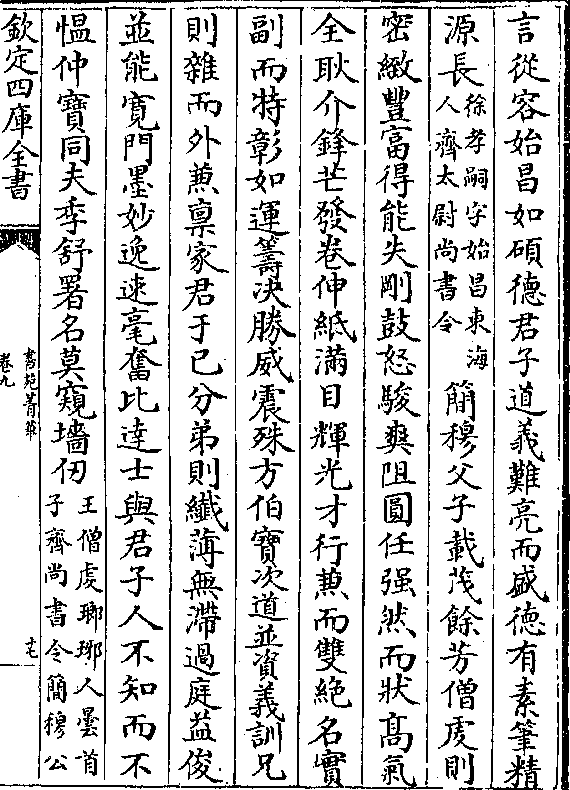 言從容始昌如碩德君子道義難亮而盛德有素筆精
源長徐孝嗣字始昌東海人齊太尉尚書令簡穆父子載茂餘芳僧虔則
密緻豐富得能失剛鼓怒駿爽阻圓任强然而狀髙氣
全耿介鋒芒發卷伸紙滿目輝光才行兼而雙絶名實
副而特彰如運籌決勝威震殊方伯寶次道並資義訓兄
則雜而外兼稟家君于已分弟則纖薄無滯過庭益俊
並能寛門墨妙逸速毫奮比達士與君子人不知而不
愠仲寶同夫季舒署名莫窺墻仞王僧虔瑯琊人曇首子齊尚書令簡穆公
欽定四庫全書
書苑菁華
卷九
十七